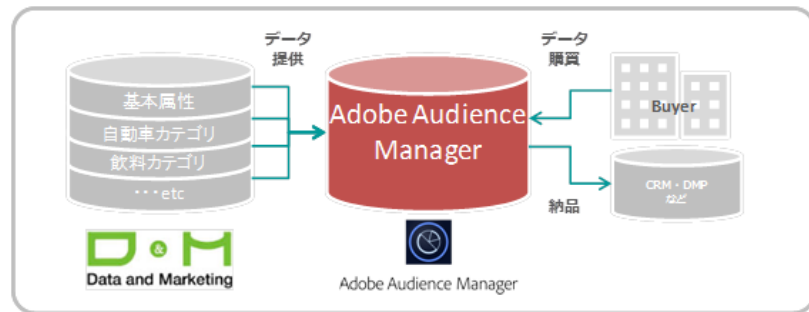 データ
提供
データ
購買
基本属性
自動車カテゴリ
飲料カテゴリ
・・・etc
Adobe Audience
Manager
Buyer
CRM・DMP
など
納品
D & M
Data and Marketing
Adobe Audience Manager